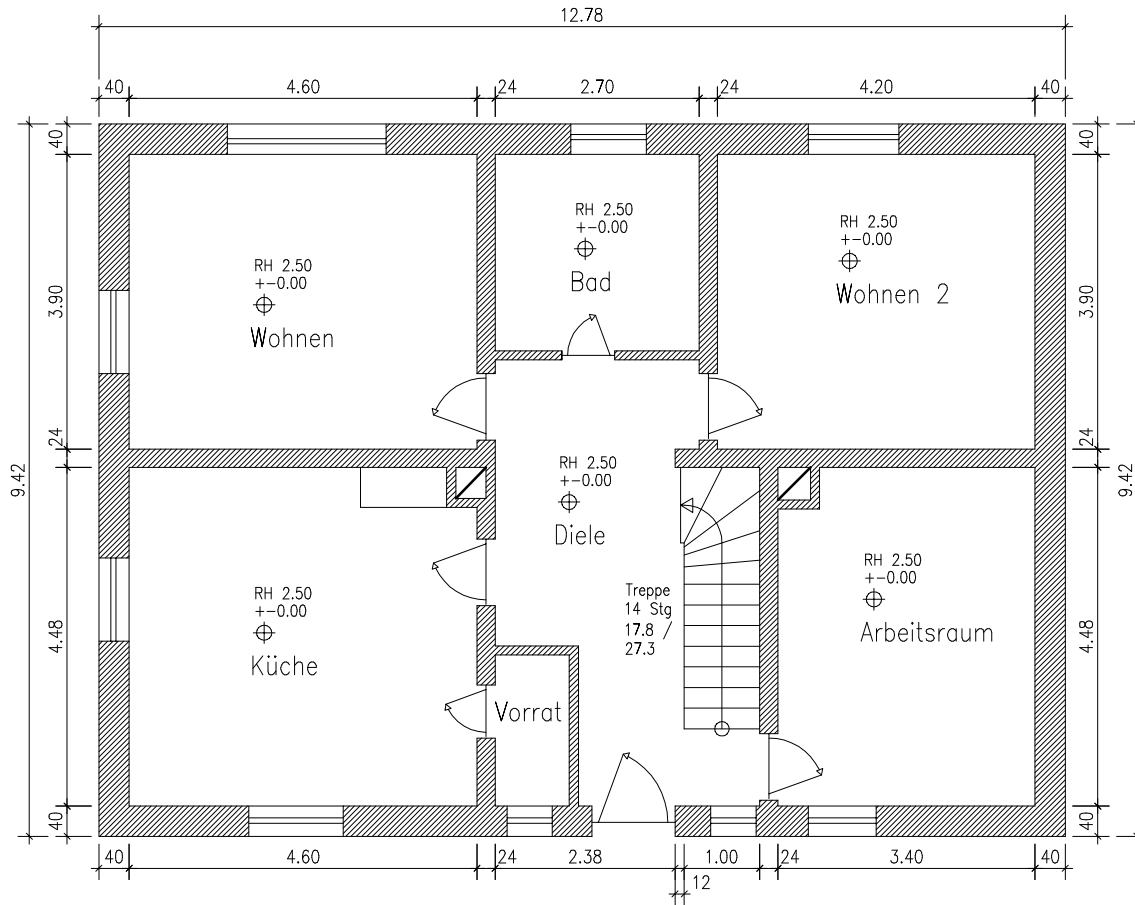 12.78
40
4.60
24
2.70
24
4.20
40
40
40
RH 2.50
+-0.00
Bad
RH 2.50
+-0.00
Wohnen 2
RH 2.50
+-0.00
Wohnen
3.90
3.90
24
24
9.42
9.42
RH 2.50
+-0.00
Diele
RH 2.50
+-0.00
Küche
Treppe
14 Stg
17.8 /
27.3
RH 2.50
+-0.00
Arbeitsraum
4.48
4.48
Vorrat
40
40
40
4.60
24
2.38
12
1.00
24
3.40
40